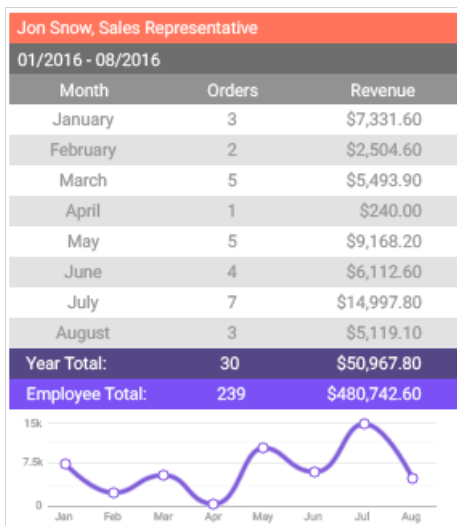 Jon Snow, Sales Representative
01/2016 - 08/2016
Month Orders Revenue
January 3 $7,331.60
February 2 $2,504.60
March 5 $5,493.90
April 1 $240.00
May 5 $9,168.20
June 4 $6,112.60
July 7 $14,997.80
August 3 $5,119.10
Year Total: 30 $50,967.80
Employee Total: 239 $480,742.60
15k
7.5k
0
Jan Feb Mar Apr May Jun Jul Aug